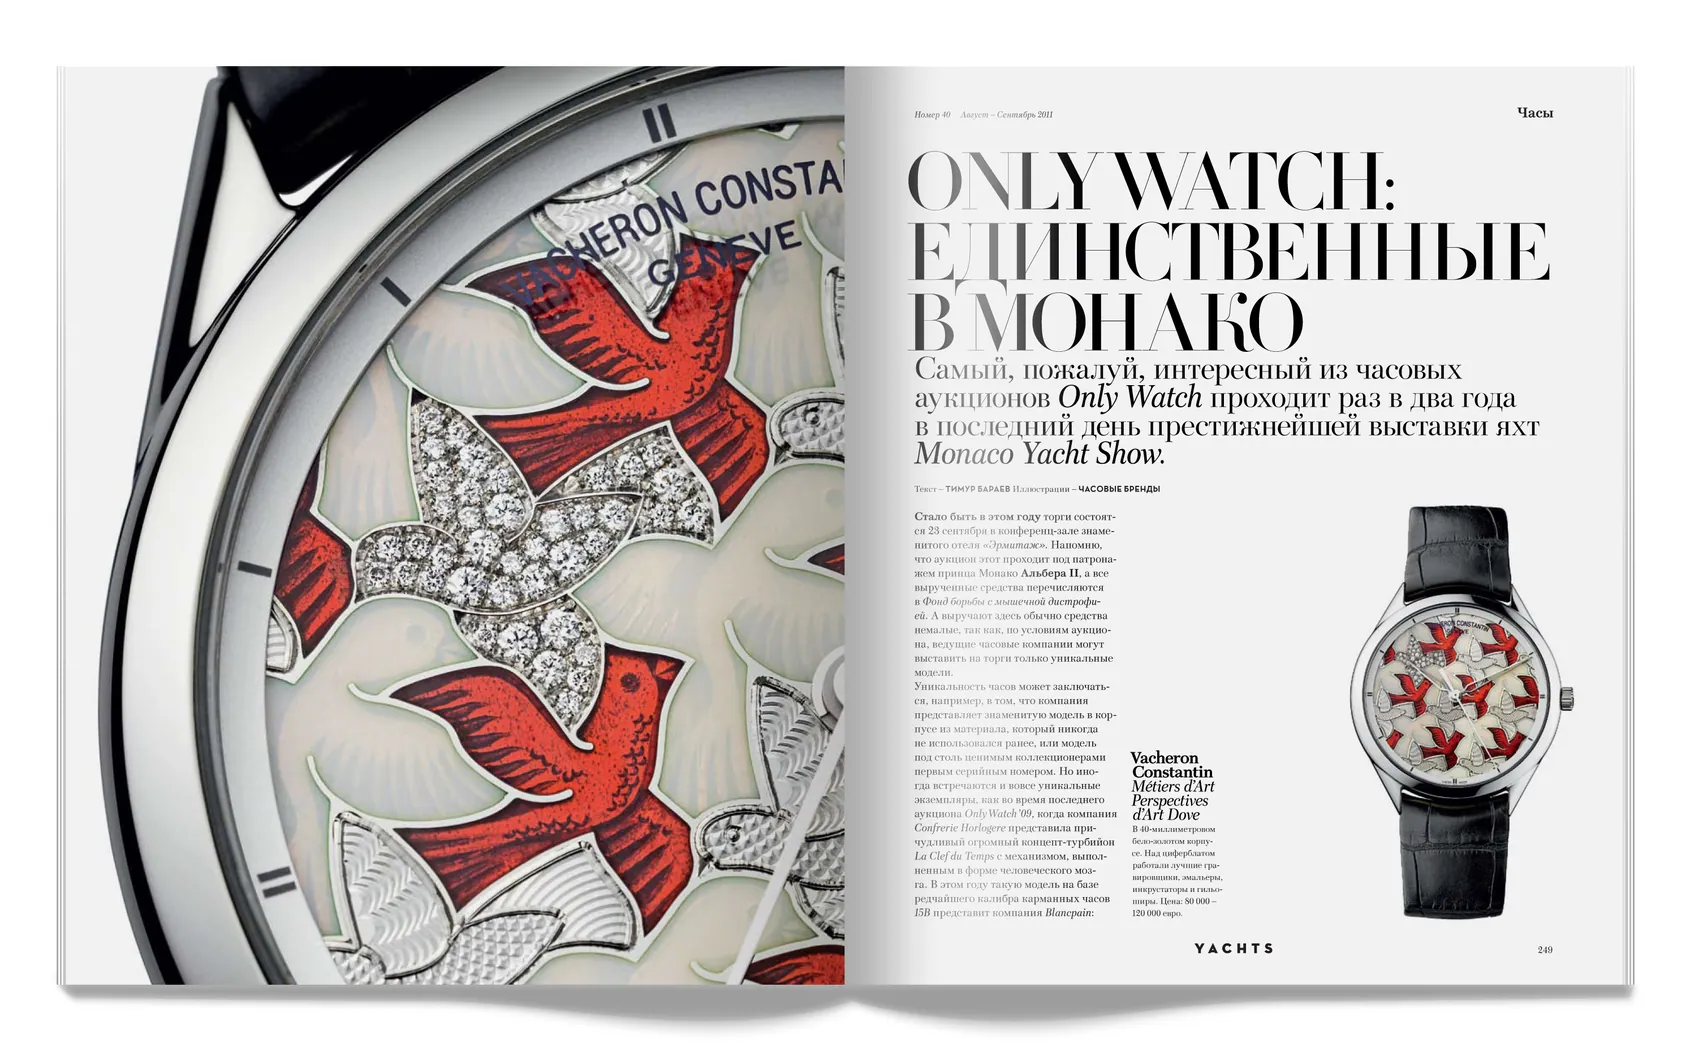 VACHERON CONSTA
GENEVE
Номер 40 Август – Сентябрь 2011
Часы
ONLY WATCH:
ЕДИНСТВЕННЫЕ
В МОНАКО
Самый, пожалуй, интересный из часовых
аукционов Only Watch проходит раз в два года
в последний день престижнейшей выставки яхт
Monaco Yacht Show.
Текст – ТИМУР БАРАЕВ Иллюстрации – ЧАСОВЫЕ БРЕНДЫ
Стало быть в этом году торги состоят-
ся 23 сентября в конференц-зале знаме-
нитого отеля «Эрмитаж». Напомню,
что аукцион этот проходит под патрона-
жем принца Монако Альбера II, а все
вырученные средства перечисляются
в Фонд борьбы с мышечной дистрофи-
ей. А выручают здесь обычно средства
немалые, так как, по условиям аукцио-
на, ведущие часовые компании могут
выставить на торги только уникальные
модели.
Уникальность часов может заключать-
ся, например, в том, что компания
представляет знаменитую модель в кор-
пусе из материала, который никогда
не использовался ранее, или модель
под столь ценимым коллекционерами
первым серийным номером. Но ино-
гда встречаются и вовсе уникальные
экземпляры, как во время последнего
аукциона Only Watch'09, когда компания
Confrerie Horlogere представила при-
чудливый огромный концепт-турбийон
La Clef du Temps с механизмом, выпол-
ненным в форме человеческого моз-
га. В этом году такую модель на базе
редчайшего калибра карманных часов
15B представит компания Blancpain:
Vacheron
Constantin
Métiers d'Art
Perspectives
d'Art Dove
В 40-миллиметровом
бело-золотом корпу-
се. Над циферблатом
работали лучшие гра-
вировщики, эмальеры,
инкрустаторы и гильо-
ширы. Цена: 80 000 –
120 000 евро.
ERON CONSTANTIN
GENEVE
YACHTS
249